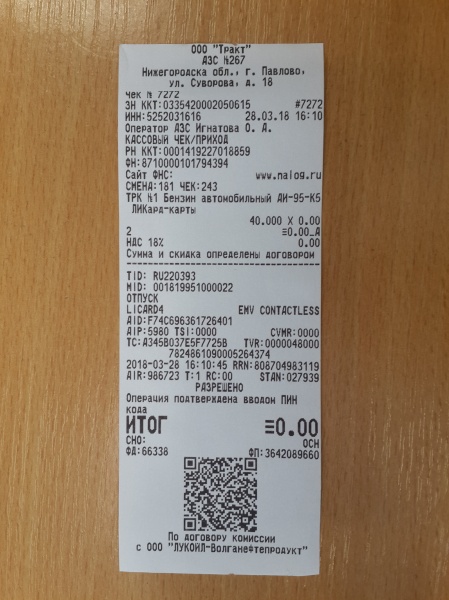 ООО "Тракт"
АЗС №267
Нижегородска обл., г. Павлово,
ул. Суворова, д. 18
Чек № 7272
ЗН ККТ:0335420002050615 #7272
ИНН:5252031616 28.03.18 16:10
Оператор АЗС Игнатова О. А.
КАССОВЫЙ ЧЕК/ПРИХОД
РН ККТ:0001419227018859
ФН:8710000101794394
Сайт ФНС: www.nalog.ru
СМЕНА:181 ЧЕК:243
ТРК №1 Бензин автомобильный АИ-95-К5
ЛИКард-карты
40.000 X 0.00
2 ≡0.00_А
НДС 18% 0.00
Сумма и скидка определены договором
TID: RU220393
MID: 001819951000022
ОТПУСК
LICARD4 EMV CONTACTLESS
AID:F74C696361726401
AIP:5980 TSI:0000 CVMR:0000
TC:A345B037E5F7725B TVR:0000048000
7824861090005264374
2018-03-28 16:10:45 RRN:808704983119
AIR:986723 T:1 RC:00 STAN:027939
РАЗРЕШЕНО
Операция подтверждена вводом ПИН
кода
ИТОГ ≡0.00
СНО: ОСН
ФД:66338 ФП:3642089660
По договору комиссии
с ООО "ЛУКОЙЛ-Волганефтепродукт"